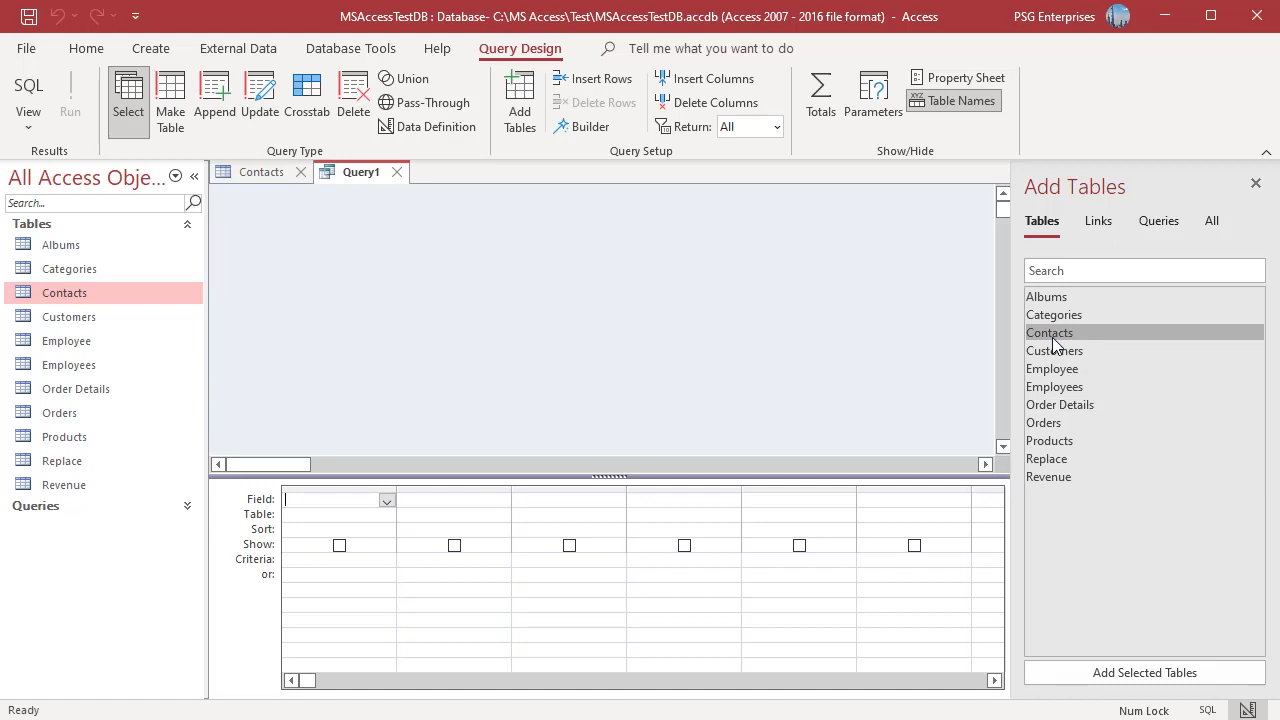 MSAccessTestDB : Database- C:\MS Access\Test\MSAccessTestDB.accdb (Access 2007 - 2016 file format) - Access
PSG Enterprises
File Home Create External Data Database Tools Help Query Design Tell me what you want to do
SQL
View
Run
Results
Select
Make
Table
Append
Update
Crosstab
Delete
Union
Pass-Through
Data Definition
Query Type
Add
Tables
Insert Rows
Delete Rows
Builder
Insert Columns
Delete Columns
Return: All
Query Setup
Totals
Parameters
Property Sheet
XYZ Table Names
Show/Hide
All Access Obje...
Search...
Tables
Albums
Categories
Contacts
Customers
Employee
Employees
Order Details
Orders
Products
Replace
Revenue
Queries
Contacts
Query1
Field:
Table:
Sort:
Show:
Criteria:
or:
Add Tables
Tables Links Queries All
Search
Albums
Categories
Contacts
Customers
Employee
Employees
Order Details
Orders
Products
Replace
Revenue
Add Selected Tables
Ready
Num Lock
SQL